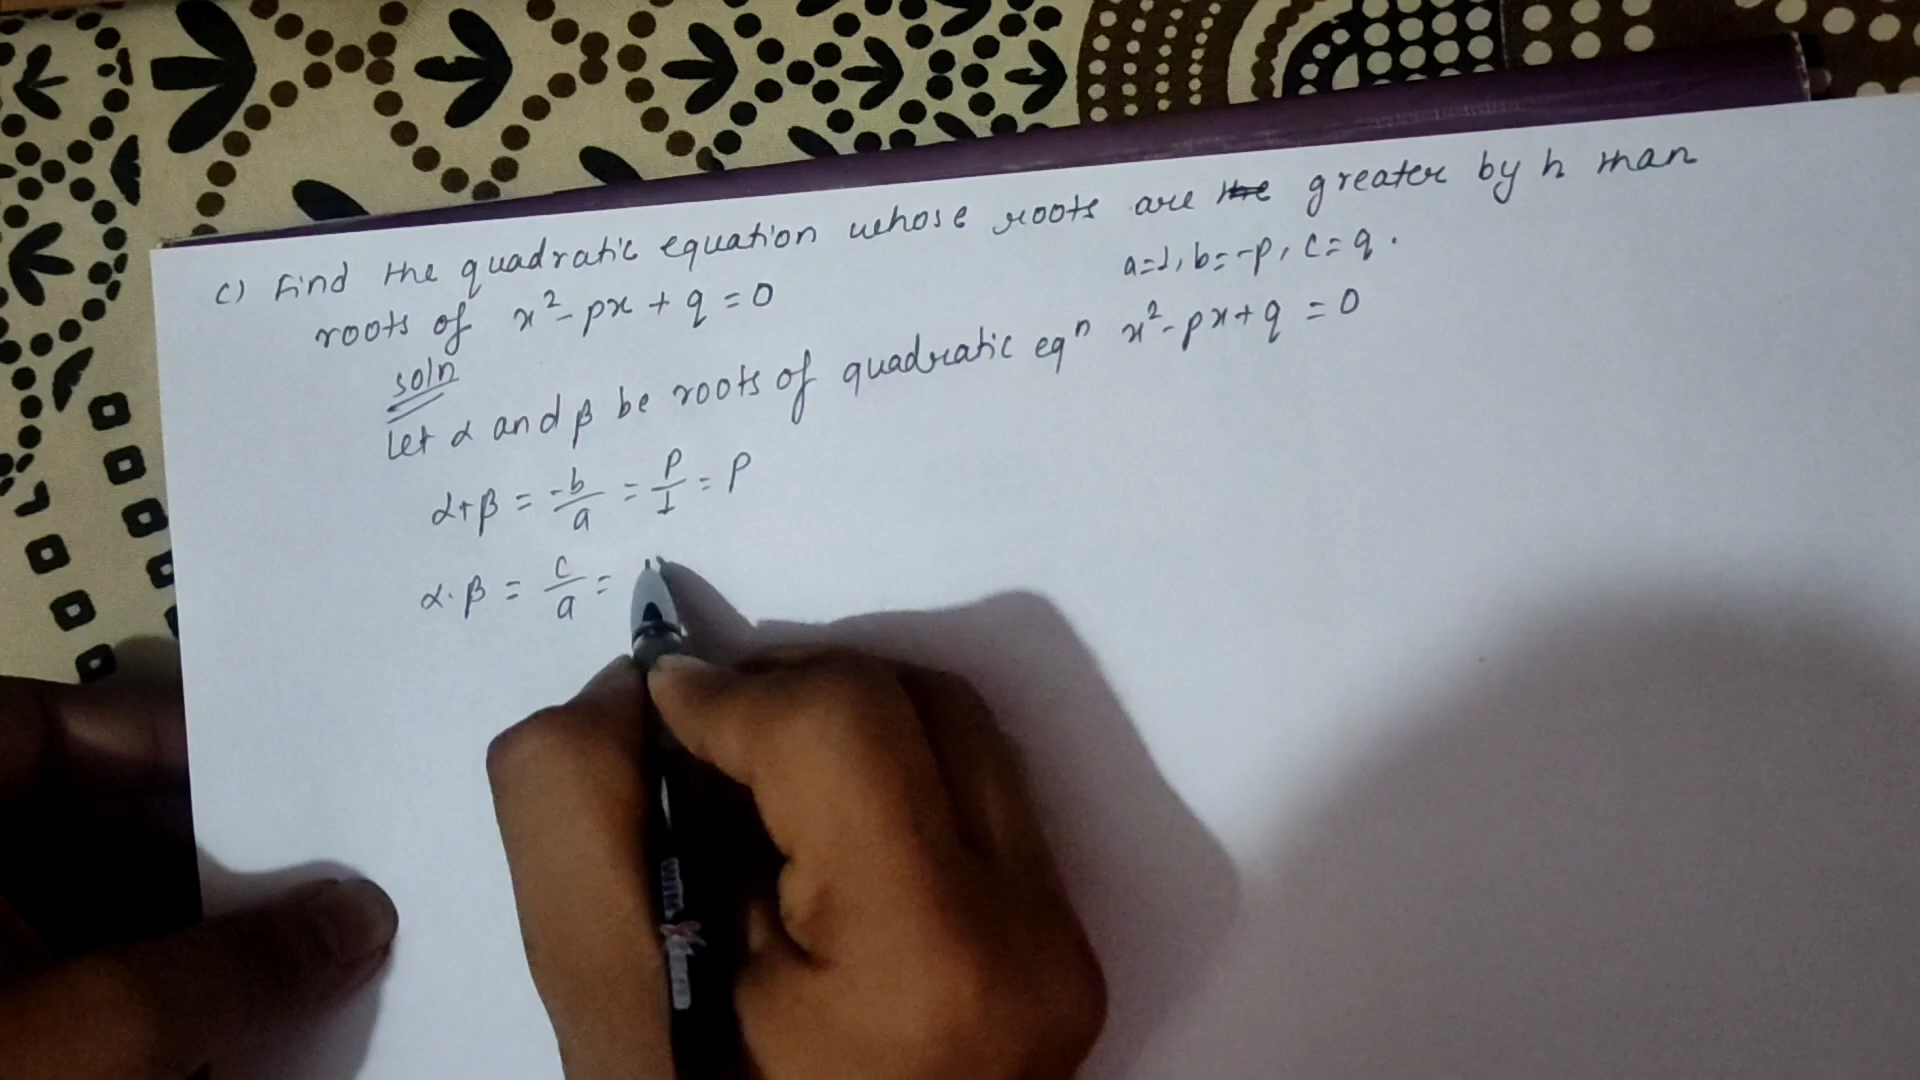 c) Find the quadratic equation whose roots are the greater by h than
roots of x² - px + q = 0
a=1, b=-p, c=q.
soln
Let α and β be roots of quadratic eqⁿ x² - px + q = 0
α+β = -b/a = p/1 = p
α.β = c/a =